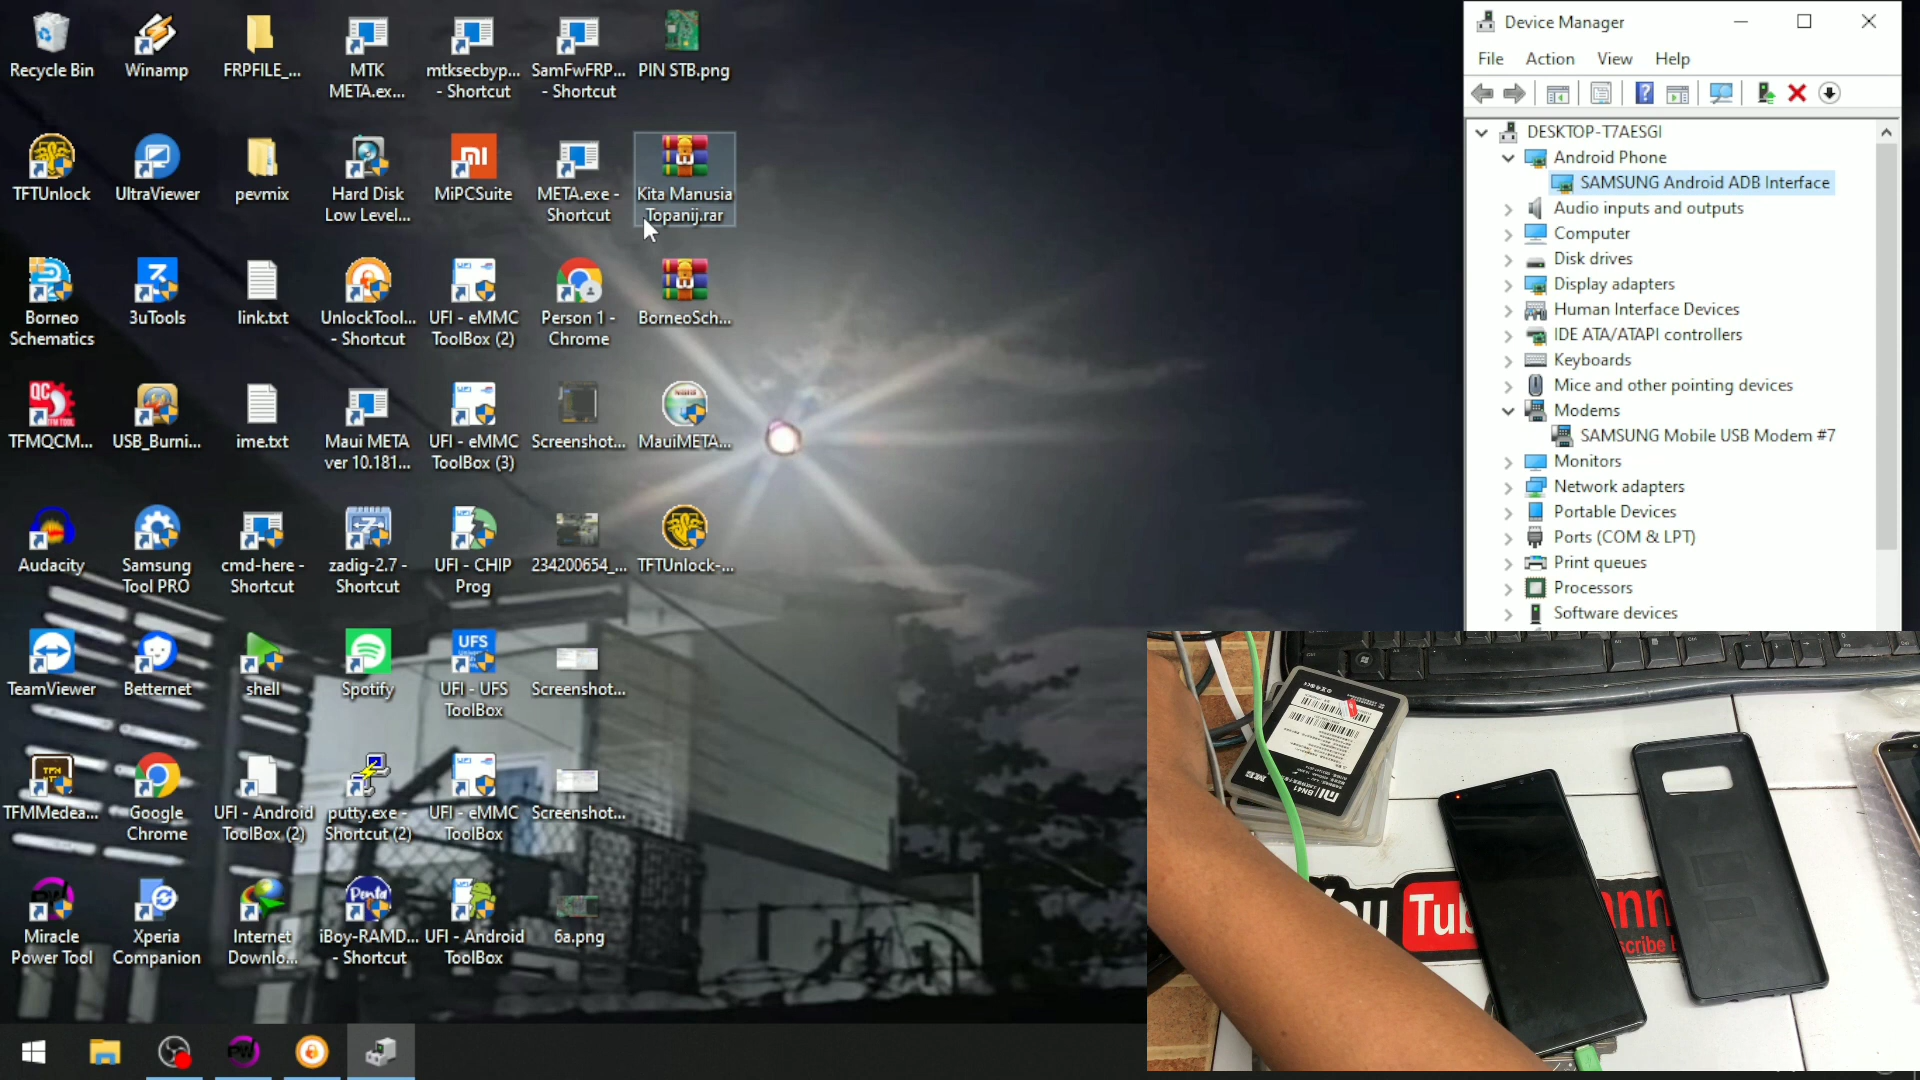 Recycle Bin
Winamp
FRPFILE_...
MTK
META.ex...
mtksecbyp...
- Shortcut
SamFwFRP...
- Shortcut
PIN STB.png
TFTUnlock
UltraViewer
pevmix
Hard Disk
Low Level...
MiPCSuite
META.exe -
Shortcut
Kita Manusia
Topanij.rar
Borneo
Schematics
3uTools
link.txt
UnlockTool...
- Shortcut
UFI - eMMC
ToolBox (2)
Person 1 -
Chrome
BorneoSch...
TFMQCM...
USB_Burni...
ime.txt
Maui META
ver 10.181...
UFI - eMMC
ToolBox (3)
Screenshot...
MauiMETA...
Audacity
Samsung
Tool PRO
cmd-here -
Shortcut
zadig-2.7 -
Shortcut
UFI - CHIP
Prog
234200654_...
TFTUnlock-...
TeamViewer
Betternet
shell
Spotify
UFS
UFI - UFS
ToolBox
Screenshot...
TFMMedea...
Google
Chrome
UFI - Android
ToolBox (2)
putty.exe -
Shortcut (2)
UFI - eMMC
ToolBox
Screenshot...
Miracle
Power Tool
Xperia
Companion
Internet
Downlo...
iBoy-RAMD...
- Shortcut
UFI - Android
ToolBox
6a.png
Device Manager
File Action View Help
DESKTOP-T7AESGI
Android Phone
SAMSUNG Android ADB Interface
Audio inputs and outputs
Computer
Disk drives
Display adapters
Human Interface Devices
IDE ATA/ATAPI controllers
Keyboards
Mice and other pointing devices
Modems
SAMSUNG Mobile USB Modem #7
Monitors
Network adapters
Portable Devices
Ports (COM & LPT)
Print queues
Processors
Software devices
BN41
You Tub
ann
scribe